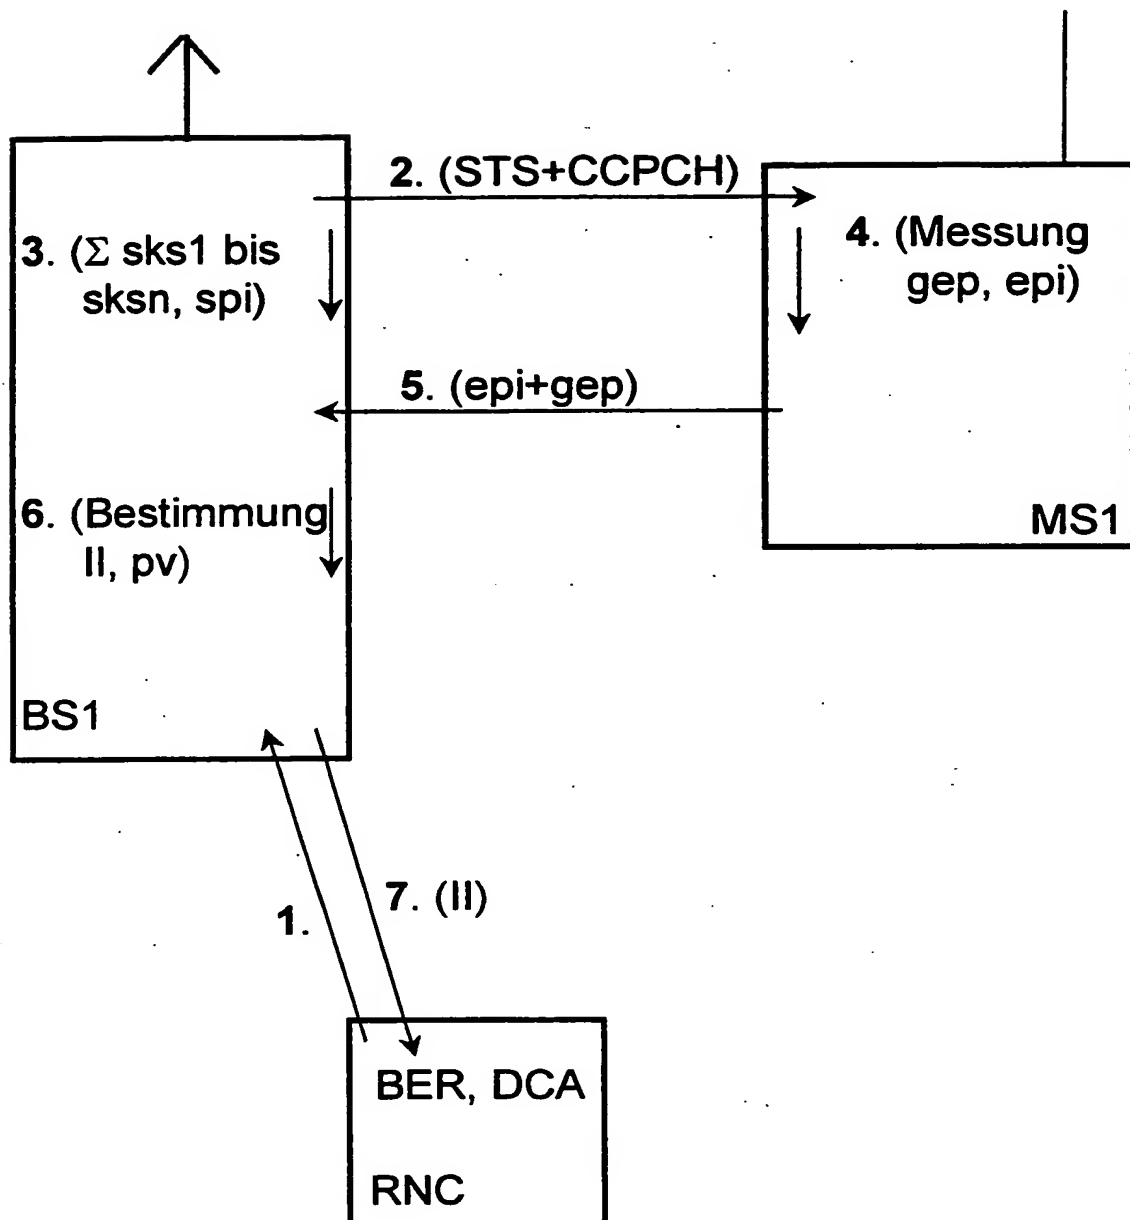 2. (STS+CCPCH)
3. (Σ sks1 bis
sksn, spi)
4. (Messung
gep, epi)
5. (epi+gep)
6. (Bestimmung
II, pv)
MS1
BS1
7. (II)
1.
BER, DCA
RNC